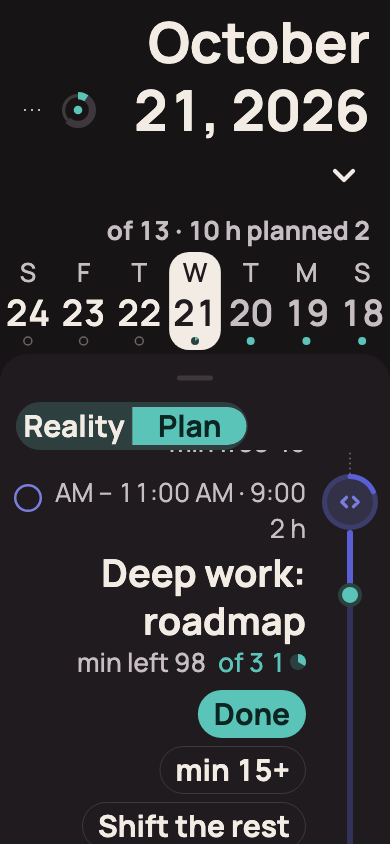 October
21, 2026
of 13 · 10 h planned 2
S F T W T M S
24 23 22 21 20 19 18
Reality Plan
AM – 11:00 AM · 9:00
2 h
Deep work:
roadmap
min left 98 of 3 1
Done
min 15+
Shift the rest